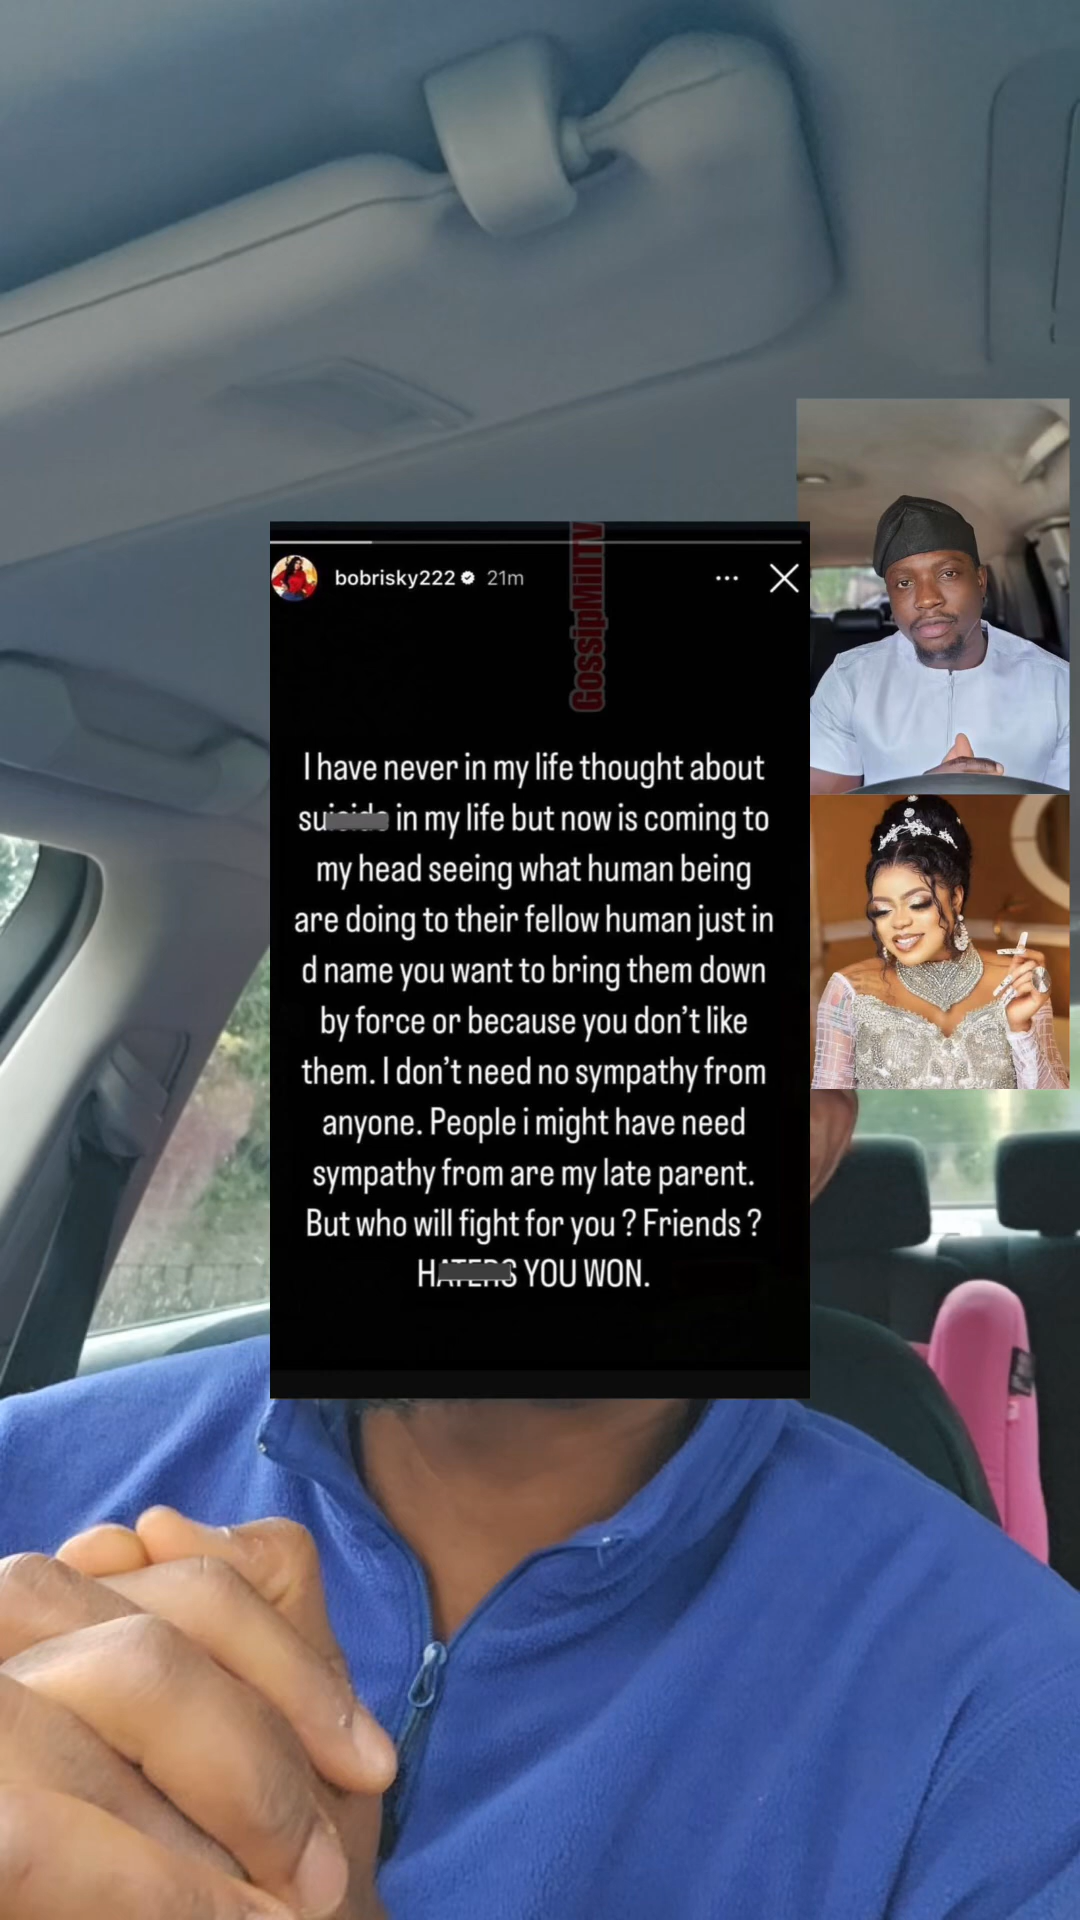 bobrisky222 21m
GossipMillTV
I have never in my life thought about
suicide in my life but now is coming to
my head seeing what human being
are doing to their fellow human just in
d name you want to bring them down
by force or because you don’t like
them. I don’t need no sympathy from
anyone. People i might have need
sympathy from are my late parent.
But who will fight for you ? Friends ?
HATERS YOU WON.